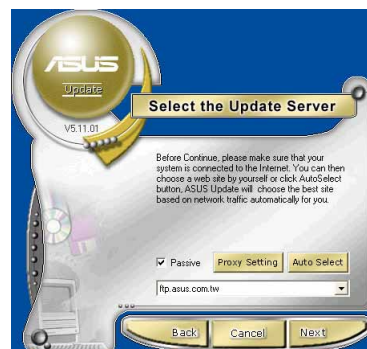 ASUS
Update
V5.11.01
Select the Update Server
Before Continue, please make sure that your
system is connected to the Internet. You can then
choose a web site by yourself or click AutoSelect
button, ASUS Update will choose the best site
based on network traffic automatically for you.
Passive
Proxy Setting
Auto Select
ftp.asus.com.tw
Back
Cancel
Next